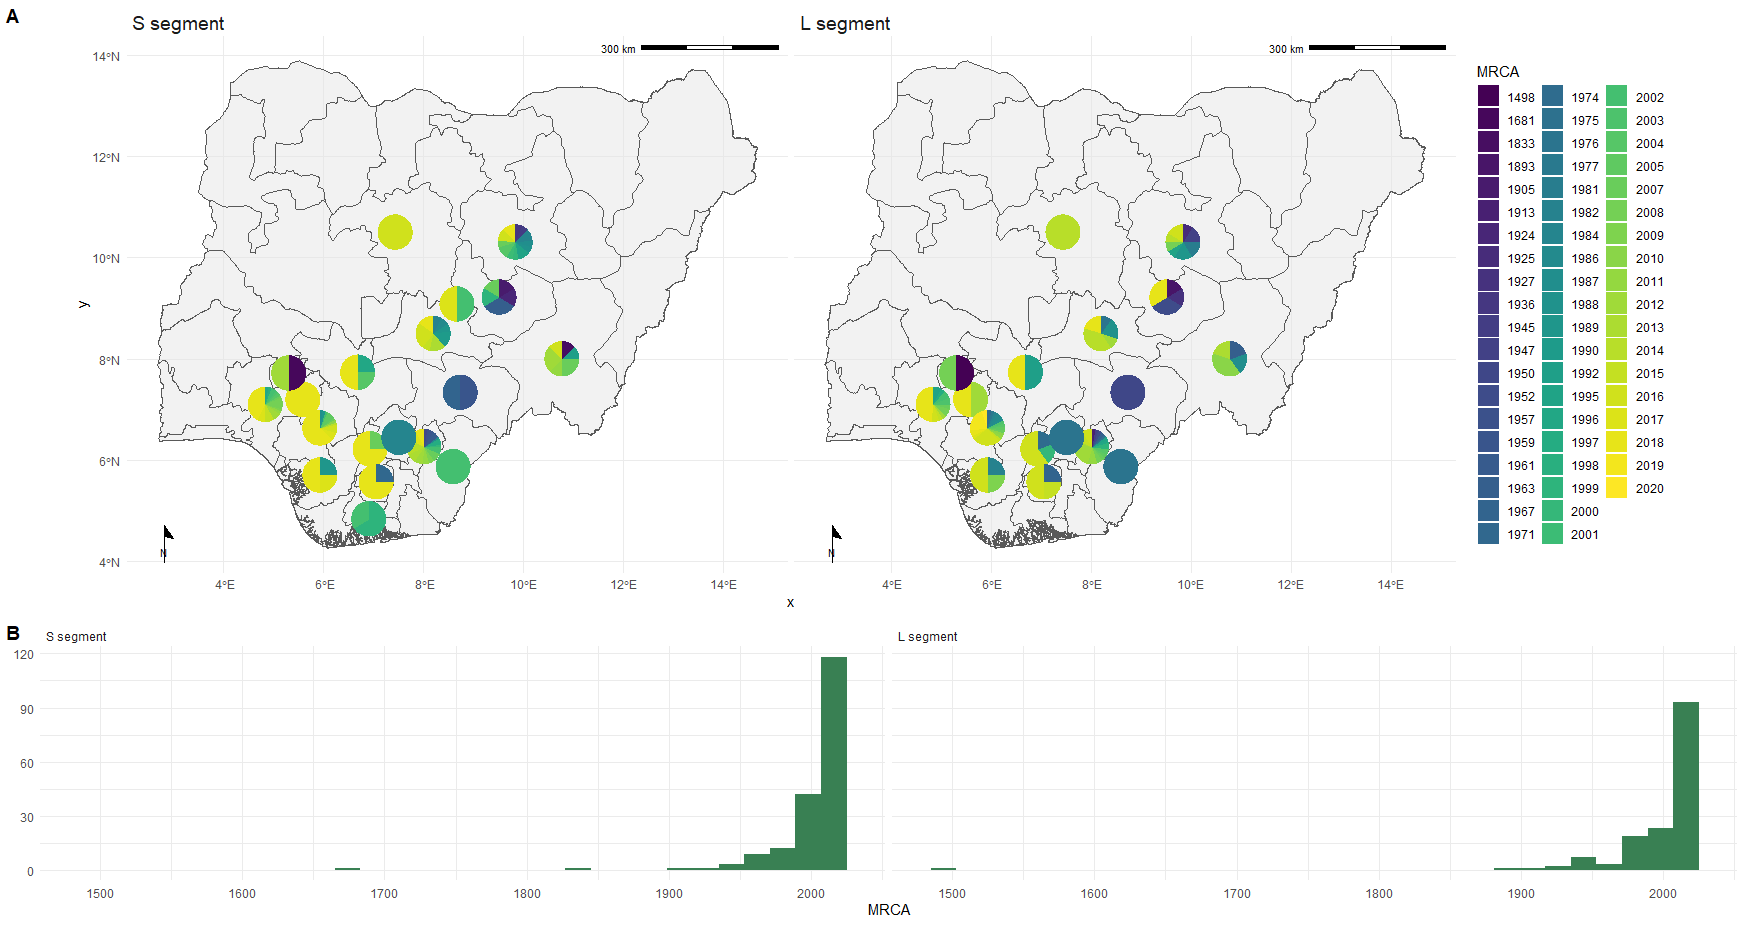 A
S segment
L segment
300 km
300 km
14°N
12°N
10°N
8°N
6°N
4°N
y
N
N
4°E 6°E 8°E 10°E 12°E 14°E
4°E 6°E 8°E 10°E 12°E 14°E
x
MRCA
1498 1974 2002
1681 1975 2003
1833 1976 2004
1893 1977 2005
1905 1981 2007
1913 1982 2008
1924 1984 2009
1925 1986 2010
1927 1987 2011
1936 1988 2012
1945 1989 2013
1947 1990 2014
1950 1992 2015
1952 1995 2016
1957 1996 2017
1959 1997 2018
1961 1998 2019
1963 1999 2020
1967 2000
1971 2001
B
S segment
L segment
120
90
60
30
0
1500 1600 1700 1800 1900 2000
1500 1600 1700 1800 1900 2000
MRCA